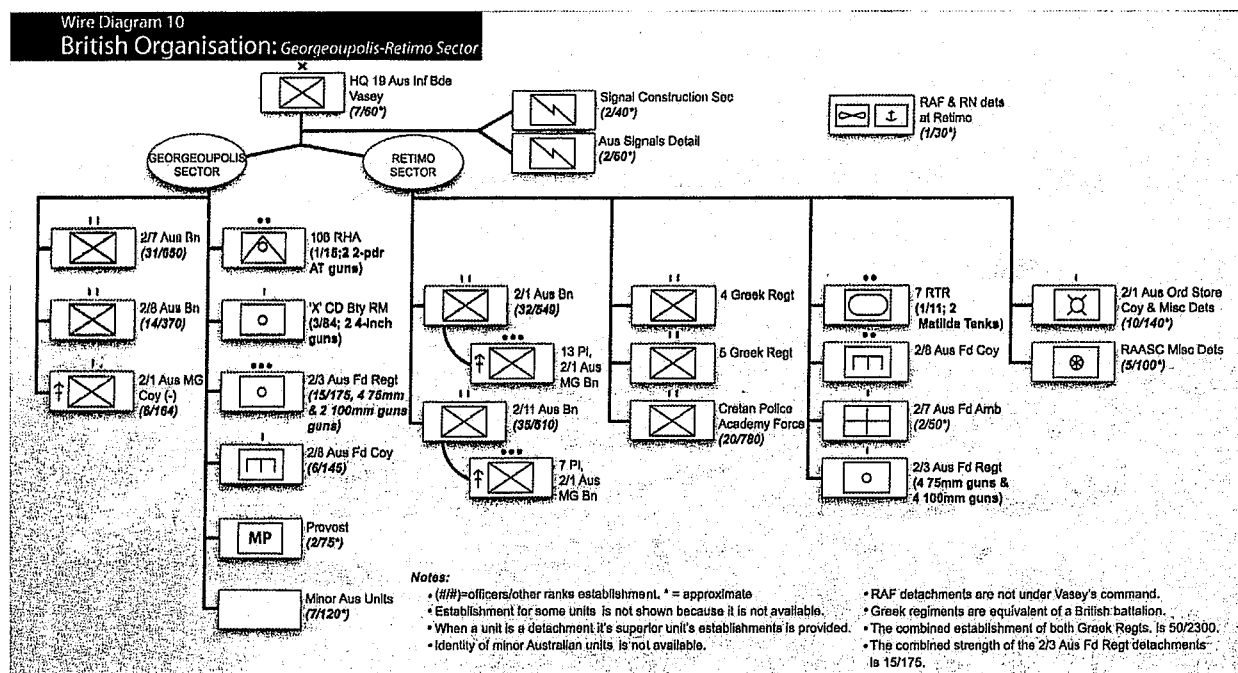 Wire Diagram 10
British Organisation: Georgeoupolis-Retimo Sector
HQ 19 Aus Inf Bde
Vasey
(7/60*)
Signal Construction Sec
(2/40*)
Aus Signals Detail
(2/60*)
RAF & RN dets
at Retimo
(1/30*)
GEORGEOUPOLIS
SECTOR
RETIMO
SECTOR
2/7 Aus Bn
(31/650)
2/8 Aus Bn
(14/370)
2/1 Aus MG
Coy (-)
(6/164)
106 RHA
(1/15;2 2-pdr
AT guns)
'X' CD Bty RM
(3/84; 2 4-inch
guns)
2/3 Aus Fd Regt
(15/175, 4 75mm
& 2 100mm guns
guns)
2/8 Aus Fd Coy
(6/145)
MP
Provost
(2/75*)
Minor Aus Units
(7/120*)
2/1 Aus Bn
(32/549)
13 Pl,
2/1 Aus
MG Bn
2/11 Aus Bn
(35/610)
7 Pl,
2/1 Aus
MG Bn
4 Greek Regt
5 Greek Regt
Cretan Police
Academy Force
(20/780)
7 RTR
(1/11; 2
Matilda Tanks)
2/8 Aus Fd Coy
2/7 Aus Fd Amb
(2/50*)
2/3 Aus Fd Regt
(4 75mm guns &
4 100mm guns)
2/1 Aus Ord Store
Coy & Misc Dets
(10/140*)
RAASC Misc Dets
(5/100*)
Notes:
• (#/#)=officers/other ranks establishment. * = approximate
• Establishment for some units is not shown because it is not available.
• When a unit is a detachment it's superior unit's establishments is provided.
• Identity of minor Australian units is not available.
• RAF detachments are not under Vasey's command.
• Greek regiments are equivalent of a British battalion.
• The combined establishment of both Greek Regts. is 50/2300.
• The combined strength of the 2/3 Aus Fd Regt detachments
is 15/175.